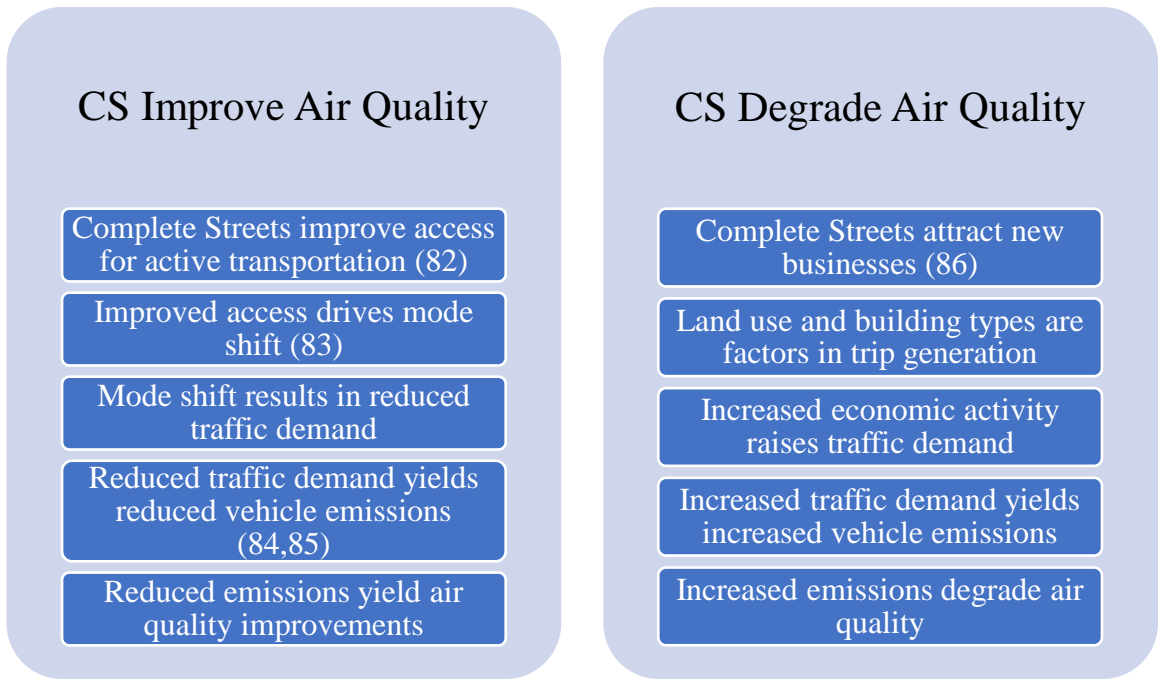 CS Improve Air Quality
Complete Streets improve access
for active transportation (82)
Improved access drives mode
shift (83)
Mode shift results in reduced
traffic demand
Reduced traffic demand yields
reduced vehicle emissions
(84,85)
Reduced emissions yield air
quality improvements
CS Degrade Air Quality
Complete Streets attract new
businesses (86)
Land use and building types are
factors in trip generation
Increased economic activity
raises traffic demand
Increased traffic demand yields
increased vehicle emissions
Increased emissions degrade air
quality